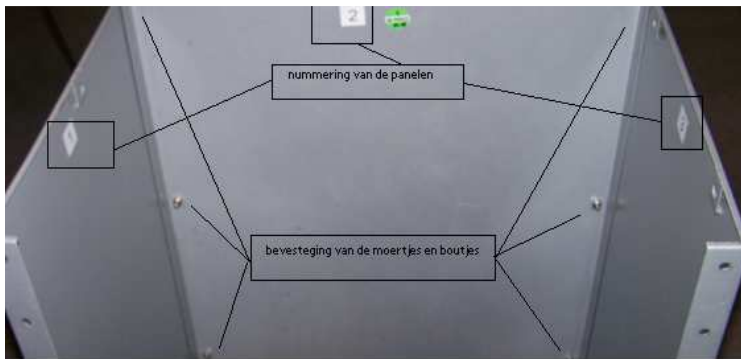 2
nummering van de panelen
bevesteging van de moertjes en boutjes